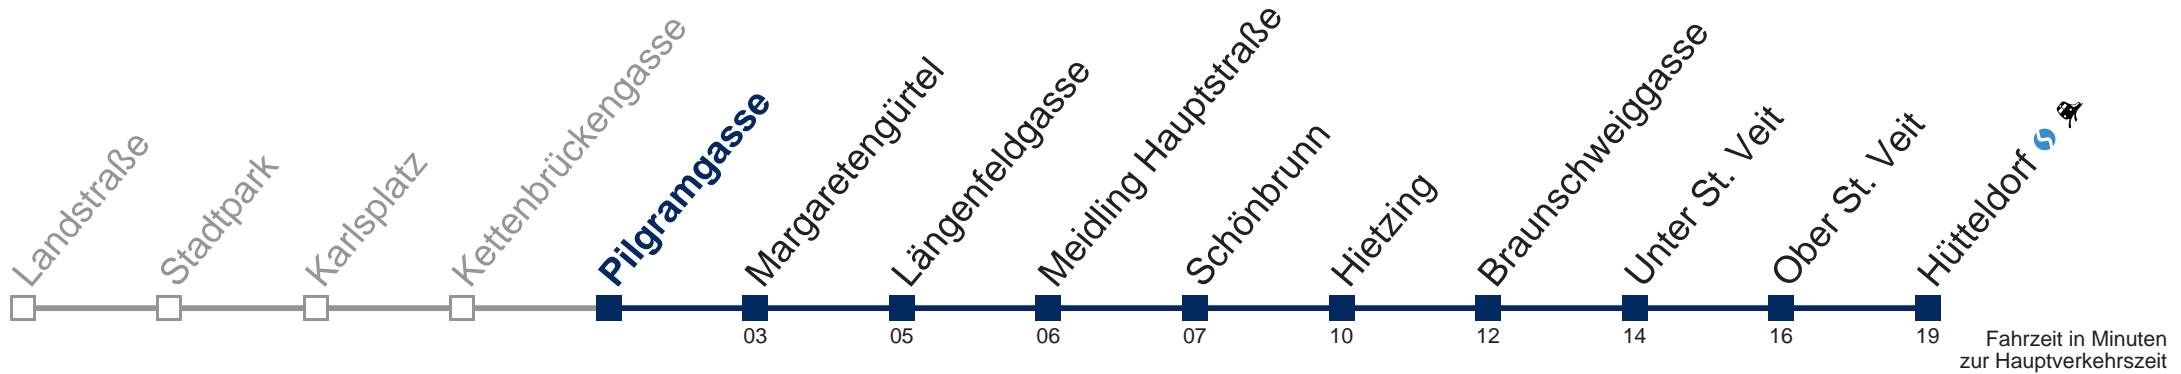 Landstraße
Stadtpark
Karlsplatz
Kettenbrückengasse
Pilgramgasse
Margaretengürtel
Längenfeldgasse
Meidling Hauptstraße
Schönbrunn
Hietzing
Braunschweiggasse
Unter St. Veit
Ober St. Veit
Hütteldorf
03
05
06
07
10
12
14
16
19
Fahrzeit in Minuten
zur Hauptverkehrszeit